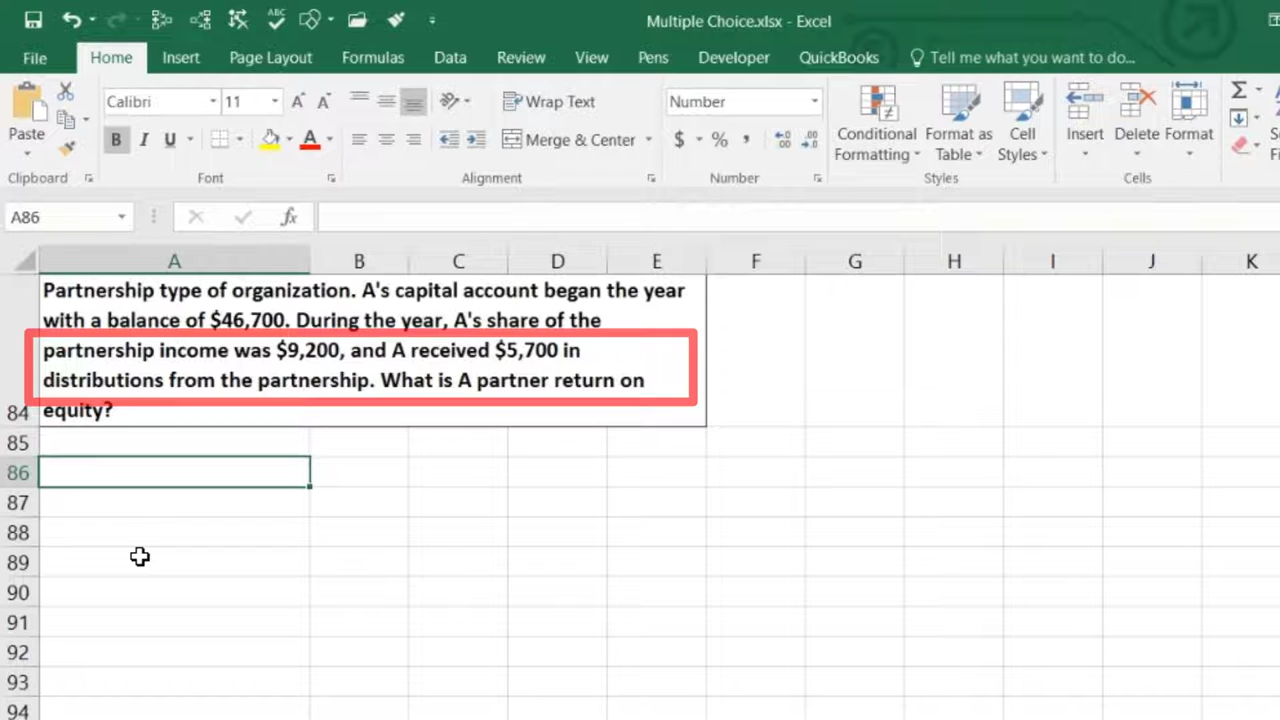 Multiple Choice.xlsx - Excel
File Home Insert Page Layout Formulas Data Review View Pens Developer QuickBooks Tell me what you want to do...
Calibri 11 Wrap Text Number
Paste B I U Merge & Center $ % Conditional Formatting Format as Table Cell Styles Insert Delete Format
Clipboard Font Alignment Number Styles Cells
A86 fx
A B C D E F G H I J K
Partnership type of organization. A's capital account began the year
with a balance of $46,700. During the year, A's share of the
partnership income was $9,200, and A received $5,700 in
distributions from the partnership. What is A partner return on
84 equity?
85
86
87
88
89
90
91
92
93
94